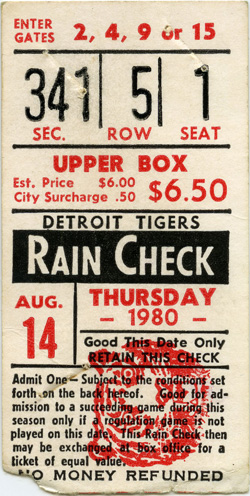 ENTER GATES 2, 4, 9 or 15
341 5 1
SEC. ROW SEAT
UPPER BOX
Est. Price $6.00
City Surcharge .50 $6.50
DETROIT TIGERS
RAIN CHECK
AUG. 14 THURSDAY
- 1980 -
Good This Date Only
RETAIN THIS CHECK
Admit One— Subject to the conditions set
forth on the back hereof. Good for ad-
mission to a succeeding game during this
season only if a regulation game is not
played on this date. This Rain Check then
may be exchanged at box office for a
ticket of equal value.
NO MONEY REFUNDED